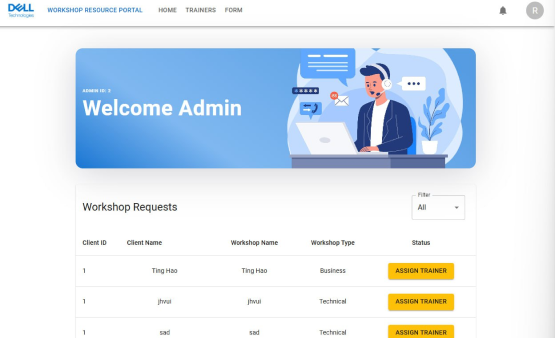 DELL
Technologies
WORKSHOP RESOURCE PORTAL HOME TRAINERS FORM R
ADMIN ID: 2
Welcome Admin
Workshop Requests
Filter
All
Client ID Client Name Workshop Name Workshop Type Status
1 Ting Hao Ting Hao Business ASSIGN TRAINER
1 jhvui jhvui Technical ASSIGN TRAINER
1 sad sad Technical ASSIGN TRAINER